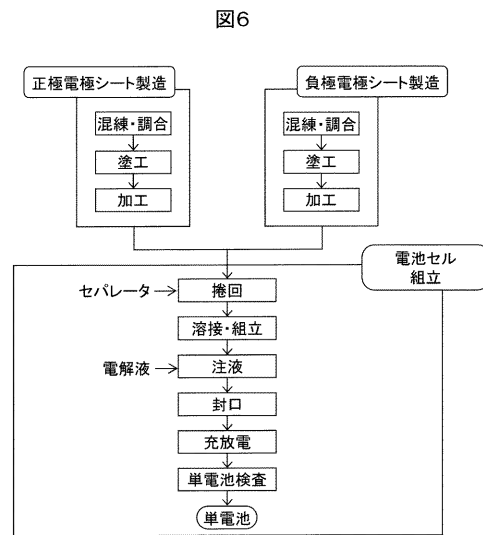 図6
正極電極シート製造
混練・調合
塗工
加工
負極電極シート製造
混練・調合
塗工
加工
電池セル
組立
セパレータ
捲回
溶接・組立
電解液
注液
封口
充放電
単電池検査
単電池